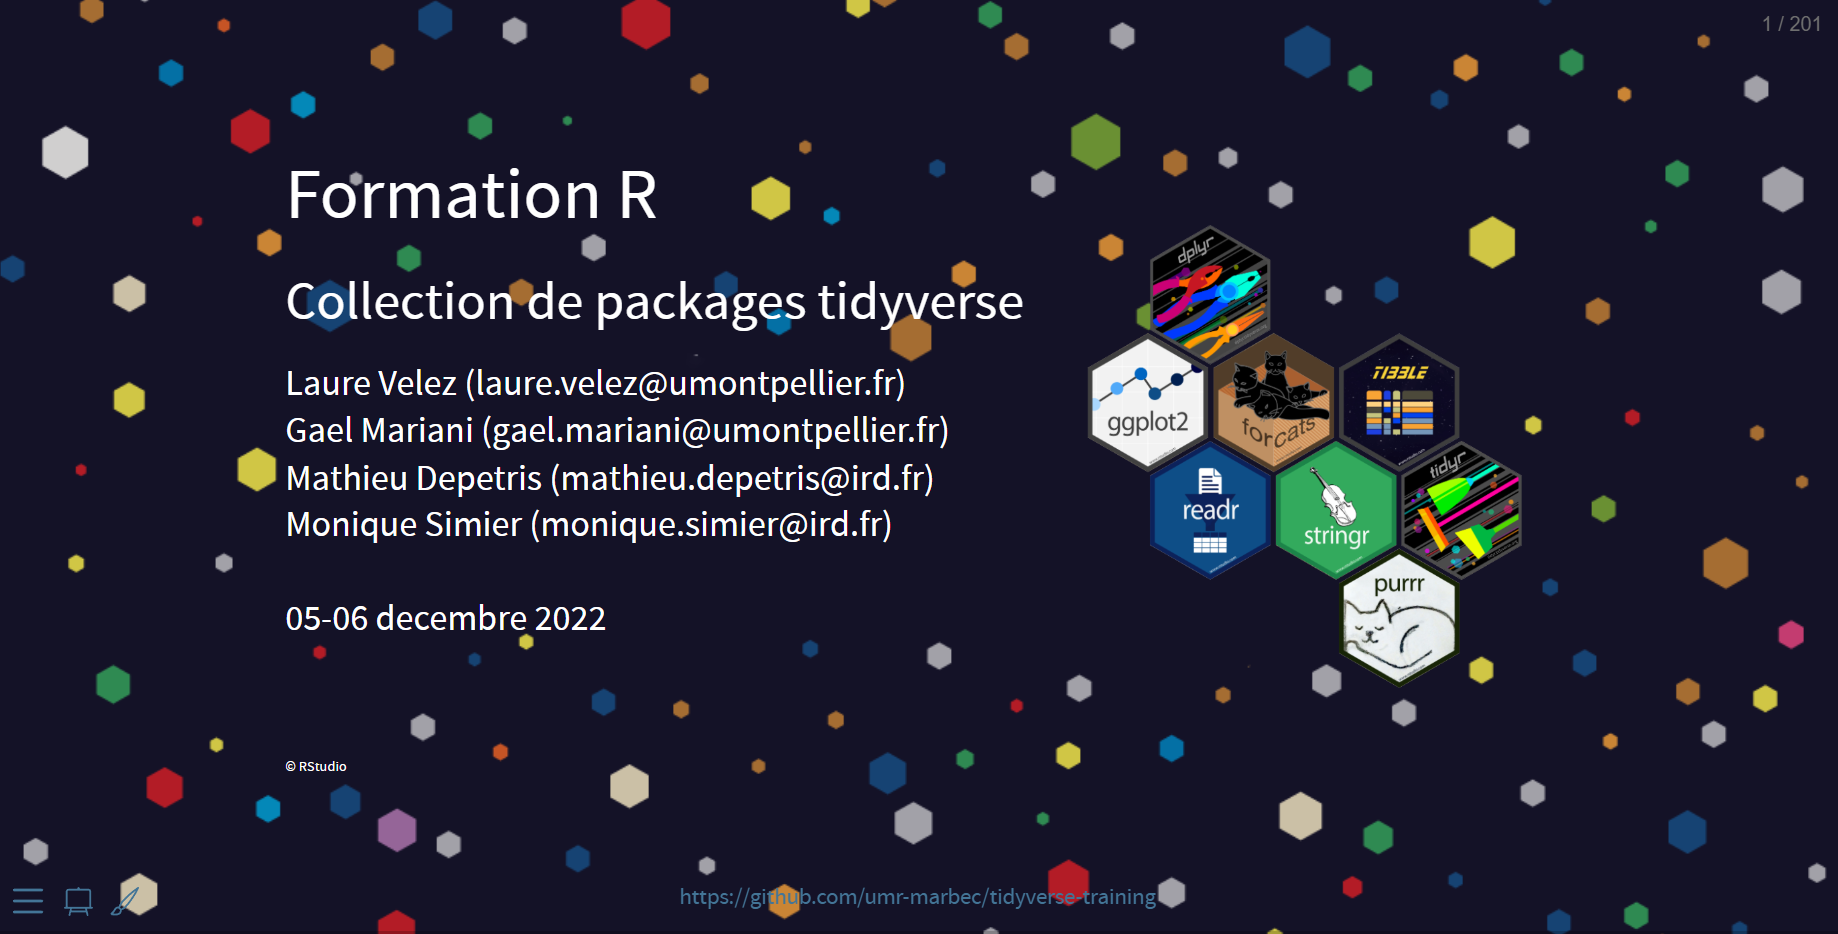 1 / 201
Formation R
Collection de packages tidyverse
Laure Velez (laure.velez@umontpellier.fr)
Gael Mariani (gael.mariani@umontpellier.fr)
Mathieu Depetris (mathieu.depetris@ird.fr)
Monique Simier (monique.simier@ird.fr)
05-06 decembre 2022
© RStudio
dplyr
ggplot2
forcats
TIBBLE
readr
stringr
tidyr
purrr
https://github.com/umr-marbec/tidyverse-training